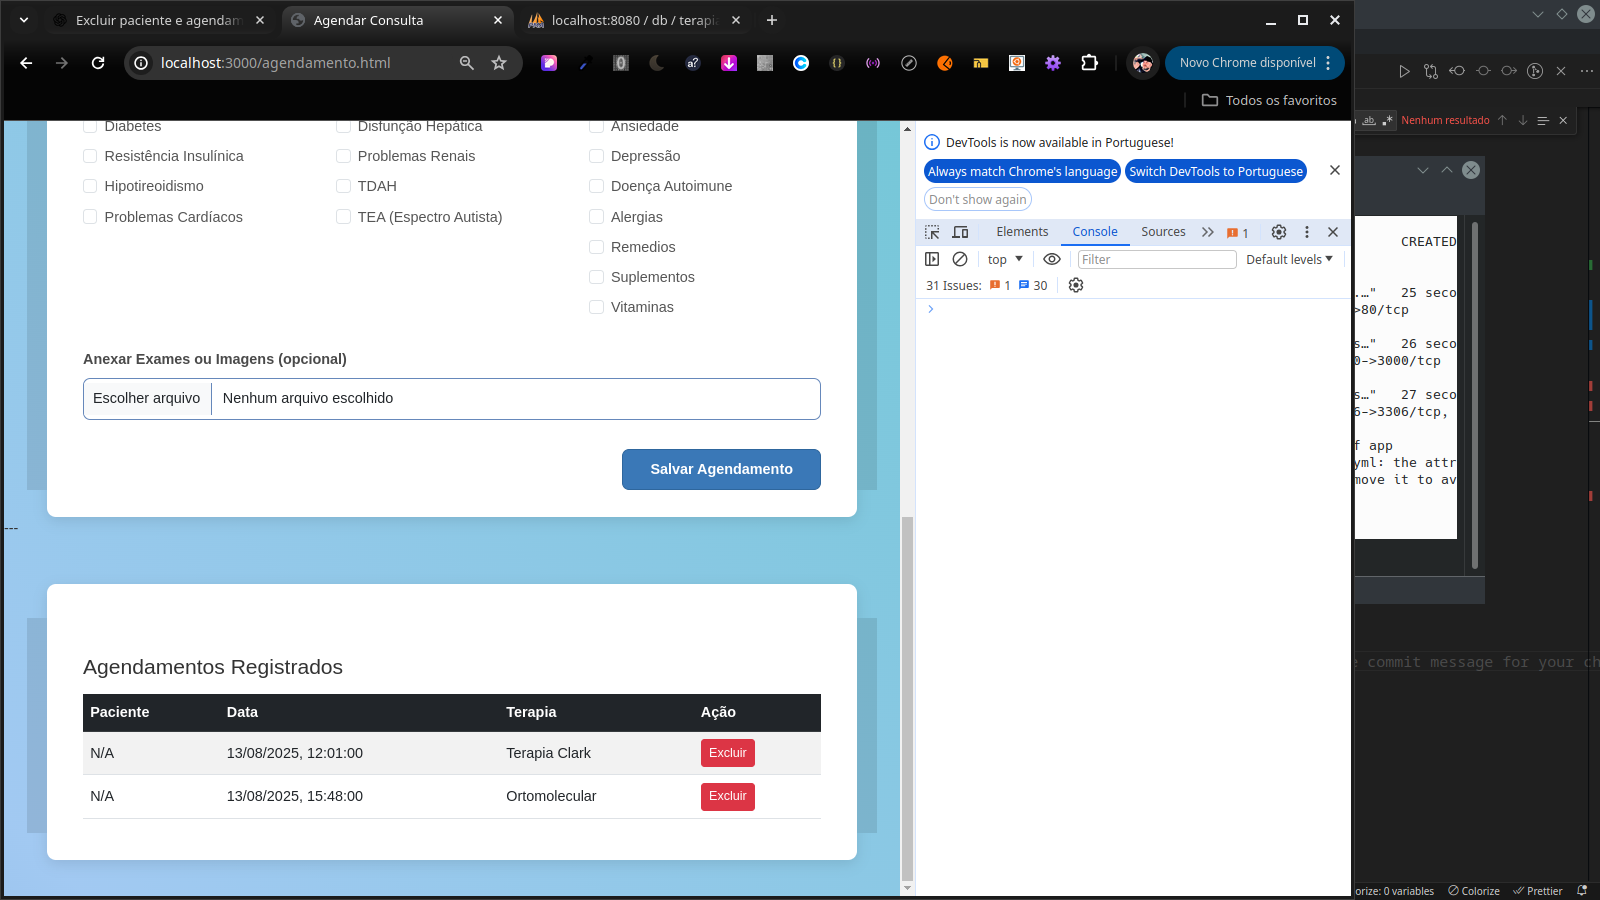 Excluir paciente e agendam
Agendar Consulta
localhost:8080 / db / terapi
localhost:3000/agendamento.html
Novo Chrome disponível
Todos os favoritos
Diabetes
Disfunção Hepática
Ansiedade
Resistência Insulínica
Problemas Renais
Depressão
Hipotireoidismo
TDAH
Doença Autoimune
Problemas Cardíacos
TEA (Espectro Autista)
Alergias
Remedios
Suplementos
Vitaminas
Anexar Exames ou Imagens (opcional)
Escolher arquivo
Nenhum arquivo escolhido
Salvar Agendamento
---
Agendamentos Registrados
Paciente Data Terapia Ação
N/A 13/08/2025, 12:01:00 Terapia Clark Excluir
N/A 13/08/2025, 15:48:00 Ortomolecular Excluir
DevTools is now available in Portuguese!
Always match Chrome's language
Switch DevTools to Portuguese
Don't show again
Elements Console Sources 1
top Filter Default levels
31 Issues: 1 30
Nenhum resultado
CREATED
…" 25 seco
->80/tcp
s…" 26 seco
0->3000/tcp
s…" 27 seco
6->3306/tcp,
f app
yml: the attr
move it to av
e commit message for your ch
orize: 0 variables
Colorize
Prettier